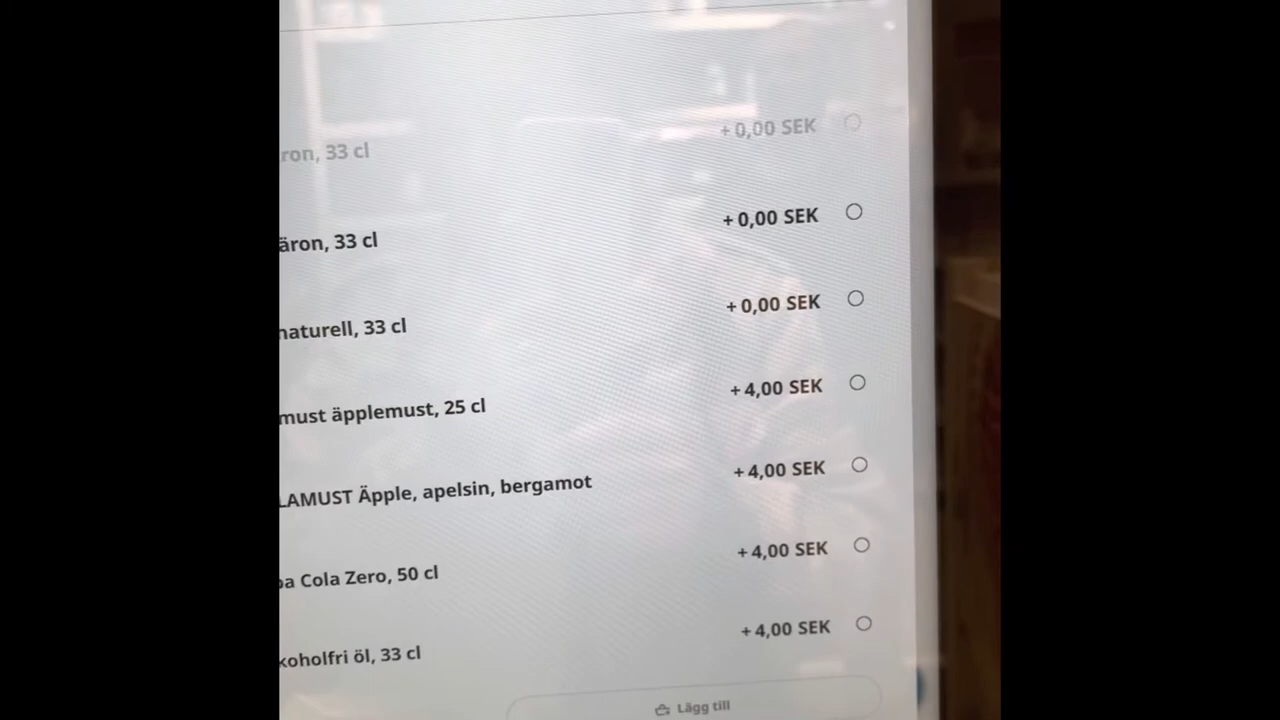 ron, 33 cl +0,00 SEK
äron, 33 cl +0,00 SEK
naturell, 33 cl +0,00 SEK
must äpplemust, 25 cl +4,00 SEK
LAMUST Äpple, apelsin, bergamot +4,00 SEK
pa Cola Zero, 50 cl +4,00 SEK
koholfri öl, 33 cl +4,00 SEK
Lägg till